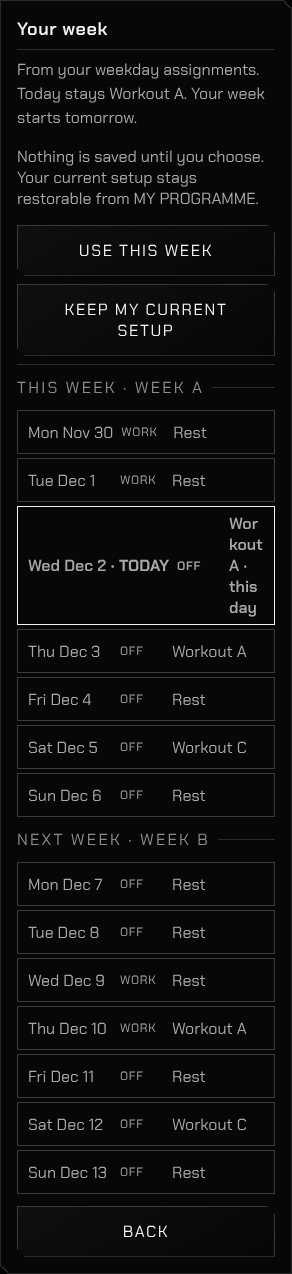 Your week
From your weekday assignments.
Today stays Workout A. Your week
starts tomorrow.
Nothing is saved until you choose.
Your current setup stays
restorable from MY PROGRAMME.
USE THIS WEEK
KEEP MY CURRENT
SETUP
THIS WEEK · WEEK A
Mon Nov 30 WORK Rest
Tue Dec 1 WORK Rest
Wed Dec 2 · TODAY OFF Wor
kout
A ·
this
day
Thu Dec 3 OFF Workout A
Fri Dec 4 OFF Rest
Sat Dec 5 OFF Workout C
Sun Dec 6 OFF Rest
NEXT WEEK · WEEK B
Mon Dec 7 OFF Rest
Tue Dec 8 OFF Rest
Wed Dec 9 WORK Rest
Thu Dec 10 WORK Workout A
Fri Dec 11 OFF Rest
Sat Dec 12 OFF Workout C
Sun Dec 13 OFF Rest
BACK